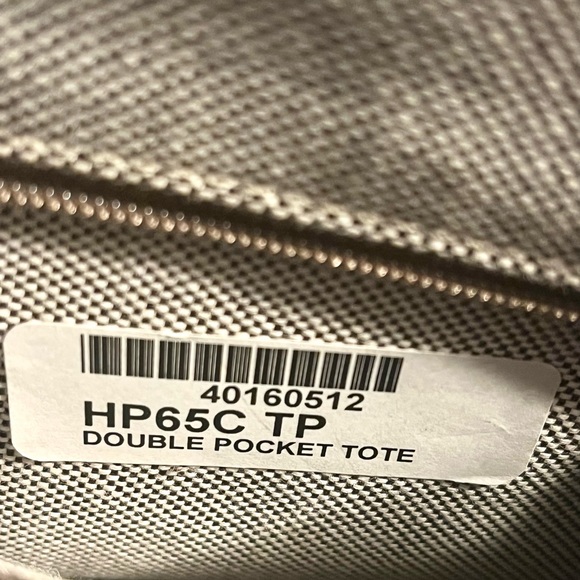 40160512
HP65C TP
DOUBLE POCKET TOTE